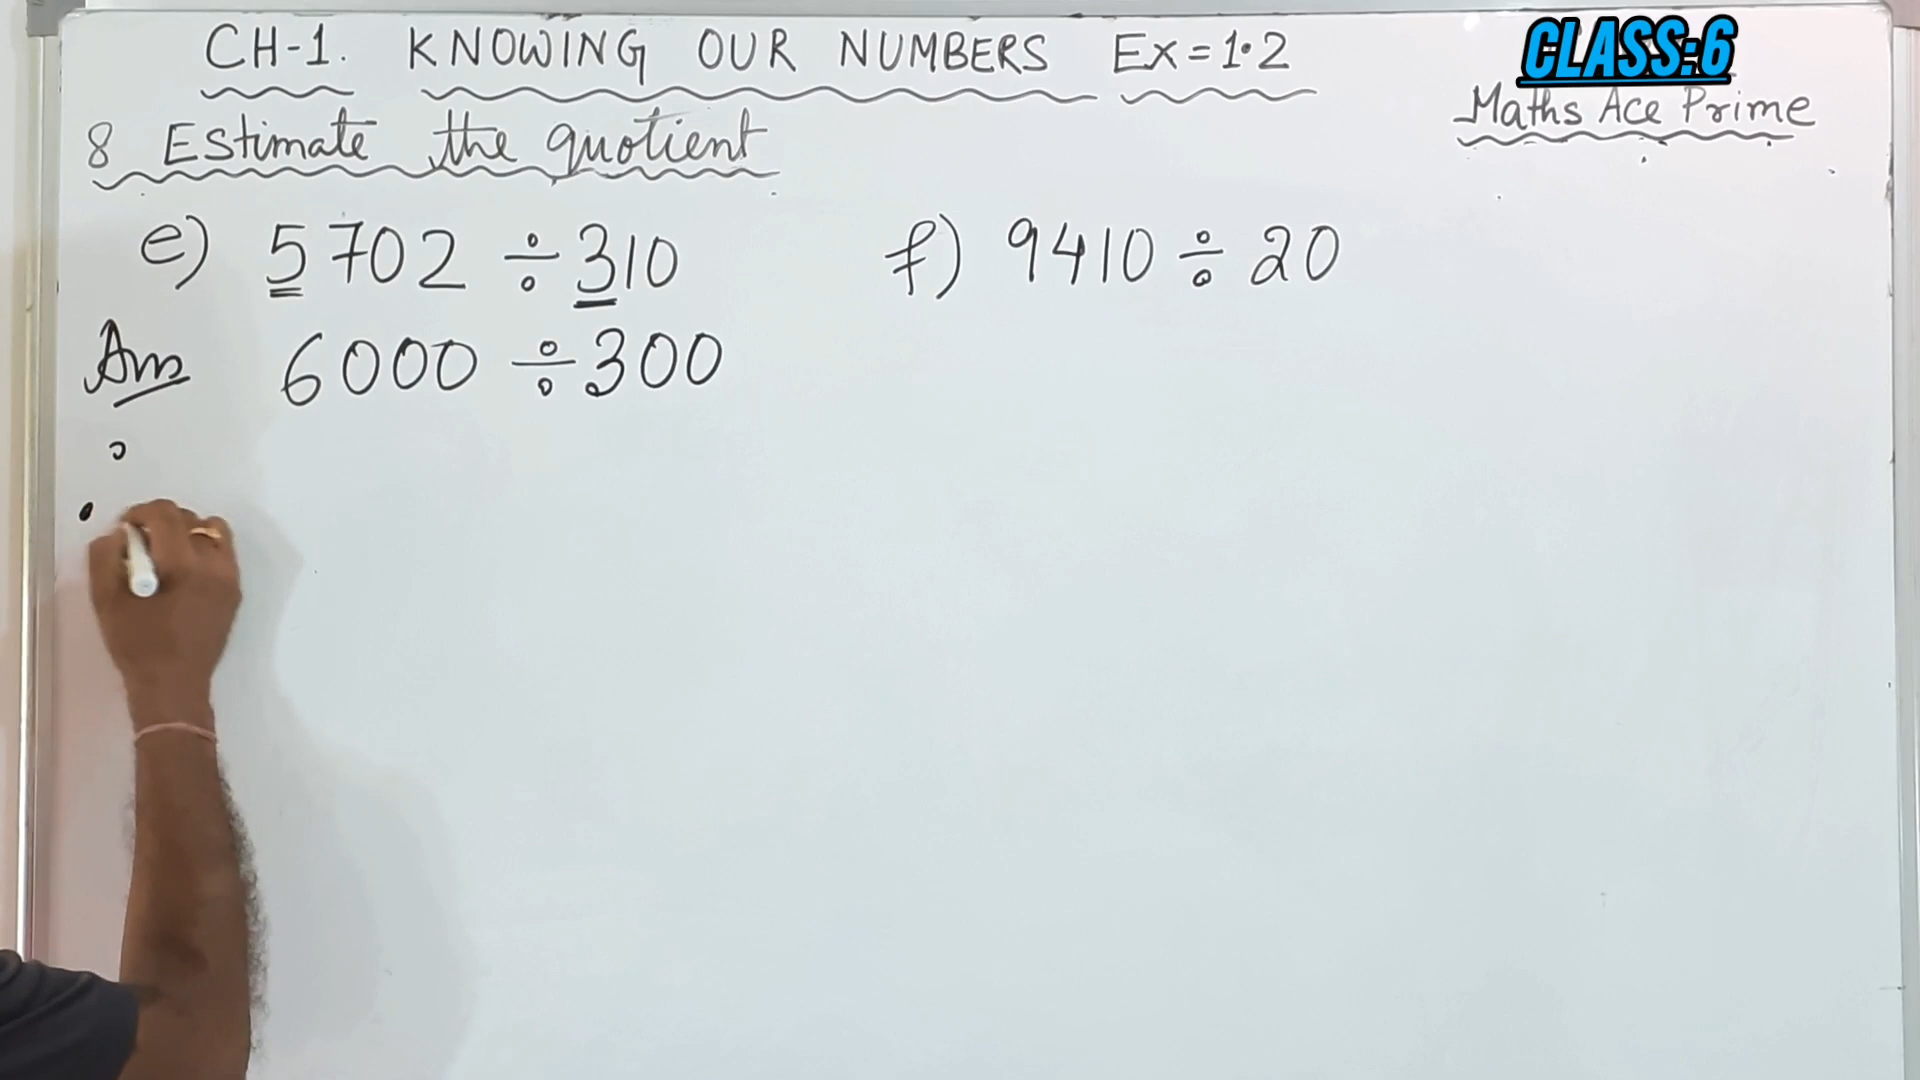 CH-1. KNOWING OUR NUMBERS Ex=1.2
CLASS:6
Maths Ace Prime
8 Estimate the quotient
e) 5702 ÷ 310
f) 9410 ÷ 20
Ans 6000 ÷ 300